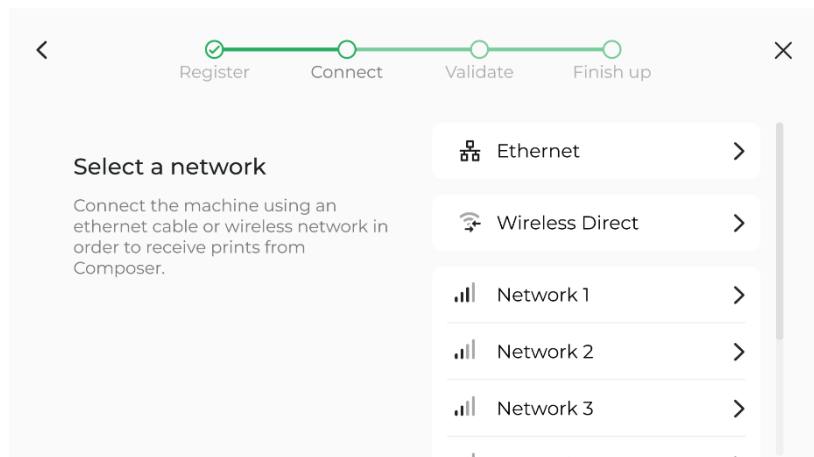 Register
Connect
Validate
Finish up
Select a network
Connect the machine using an
ethernet cable or wireless network in
order to receive prints from
Composer.
Ethernet
Wireless Direct
Network 1
Network 2
Network 3